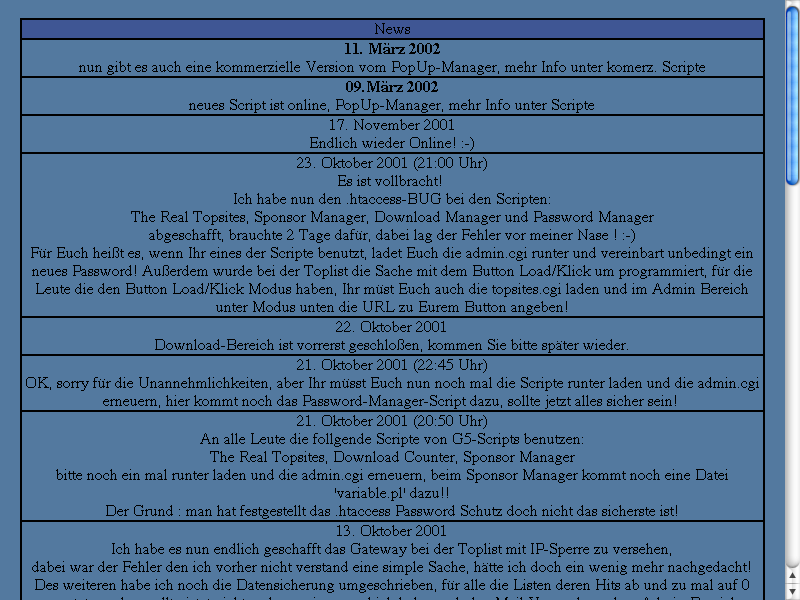 News
11. März 2002
nun gibt es auch eine kommerzielle Version vom PopUp-Manager, mehr Info unter komerz. Scripte
09.März 2002
neues Script ist online, PopUp-Manager, mehr Info unter Scripte
17. November 2001
Endlich wieder Online! :-)
23. Oktober 2001 (21:00 Uhr)
Es ist vollbracht!
Ich habe nun den .htaccess-BUG bei den Scripten:
The Real Topsites, Sponsor Manager, Download Manager und Password Manager
abgeschafft, brauchte 2 Tage dafür, dabei lag der Fehler vor meiner Nase ! :-)
Für Euch heißt es, wenn Ihr eines der Scripte benutzt, ladet Euch die admin.cgi runter und vereinbart unbedingt ein
neues Password! Außerdem wurde bei der Toplist die Sache mit dem Button Load/Klick um programmiert, für die
Leute die den Button Load/Klick Modus haben, Ihr müst Euch auch die topsites.cgi laden und im Admin Bereich
unter Modus unten die URL zu Eurem Button angeben!
22. Oktober 2001
Download-Bereich ist vorrerst geschloßen, kommen Sie bitte später wieder.
21. Oktober 2001 (22:45 Uhr)
OK, sorry für die Unannehmlichkeiten, aber Ihr müsst Euch nun noch mal die Scripte runter laden und die admin.cgi
erneuern, hier kommt noch das Password-Manager-Script dazu, sollte jetzt alles sicher sein!
21. Oktober 2001 (20:50 Uhr)
An alle Leute die follgende Scripte von G5-Scripts benutzen:
The Real Topsites, Download Counter, Sponsor Manager
bitte noch ein mal runter laden und die admin.cgi erneuern, beim Sponsor Manager kommt noch eine Datei
'variable.pl' dazu!!
Der Grund : man hat festgestellt das .htaccess Password Schutz doch nicht das sicherste ist!
13. Oktober 2001
Ich habe es nun endlich geschafft das Gateway bei der Toplist mit IP-Sperre zu versehen,
dabei war der Fehler den ich vorher nicht verstand eine simple Sache, hätte ich doch ein wenig mehr nachgedacht!
Des weiteren habe ich noch die Datensicherung umgeschrieben, für alle die Listen deren Hits ab und zu mal auf 0